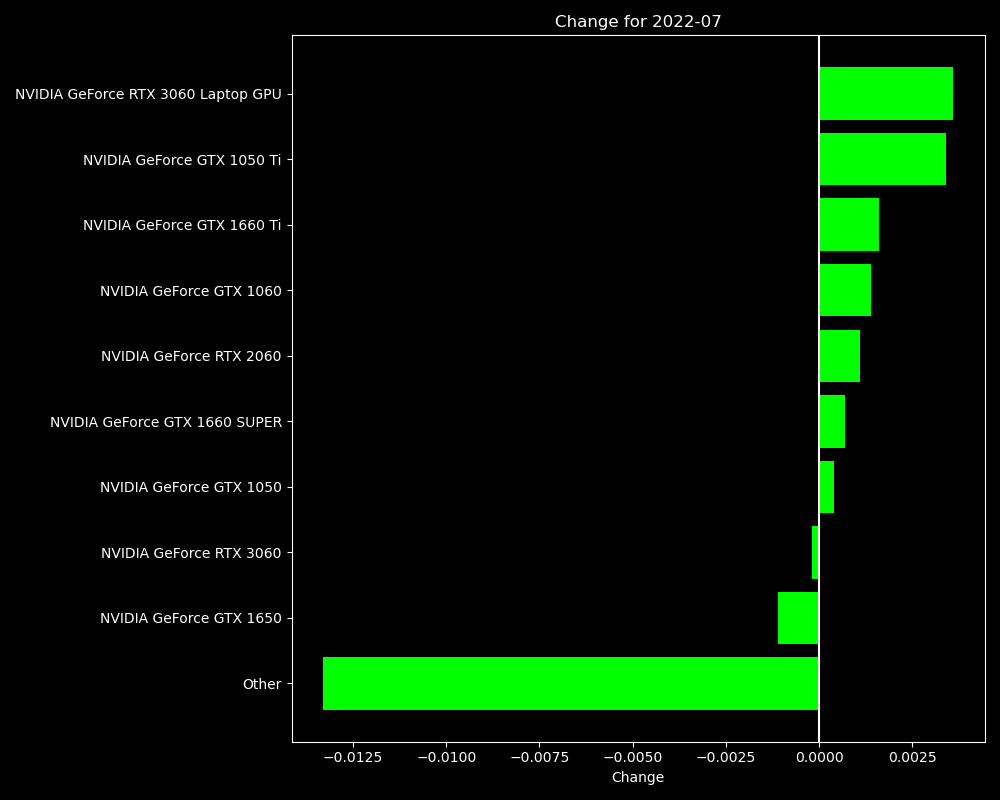 Change for 2022-07
NVIDIA GeForce RTX 3060 Laptop GPU
NVIDIA GeForce GTX 1050 Ti
NVIDIA GeForce GTX 1660 Ti
NVIDIA GeForce GTX 1060
NVIDIA GeForce RTX 2060
NVIDIA GeForce GTX 1660 SUPER
NVIDIA GeForce GTX 1050
NVIDIA GeForce RTX 3060
NVIDIA GeForce GTX 1650
Other
−0.0125 −0.0100 −0.0075 −0.0050 −0.0025 0.0000 0.0025
Change